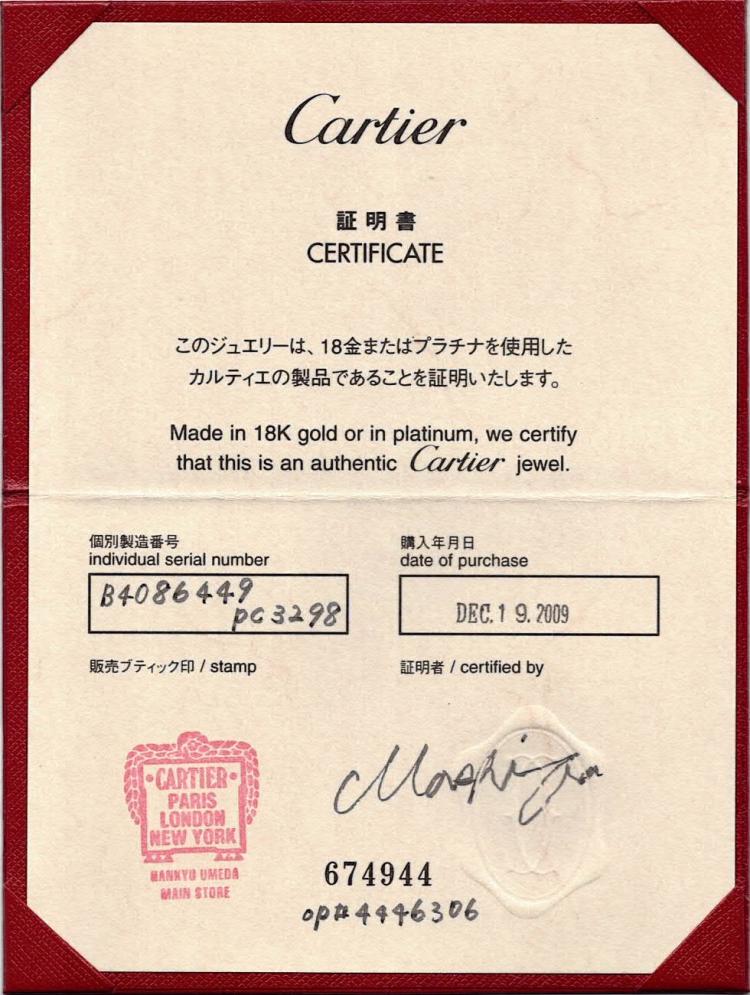 Cartier
証明書
CERTIFICATE
このジュエリーは、18金またはプラチナを使用した
カルティエの製品であることを証明いたします。
Made in 18K gold or in platinum, we certify
that this is an authentic Cartier jewel.
個別製造番号
individual serial number
B4086449
PC3298
購入年月日
date of purchase
DEC. 19. 2009
販売ブティック印 / stamp
証明者 / certified by
CARTIER
PARIS
LONDON
NEW YORK
HANKYU UMEDA
MAIN STORE
674944
op# 4446306